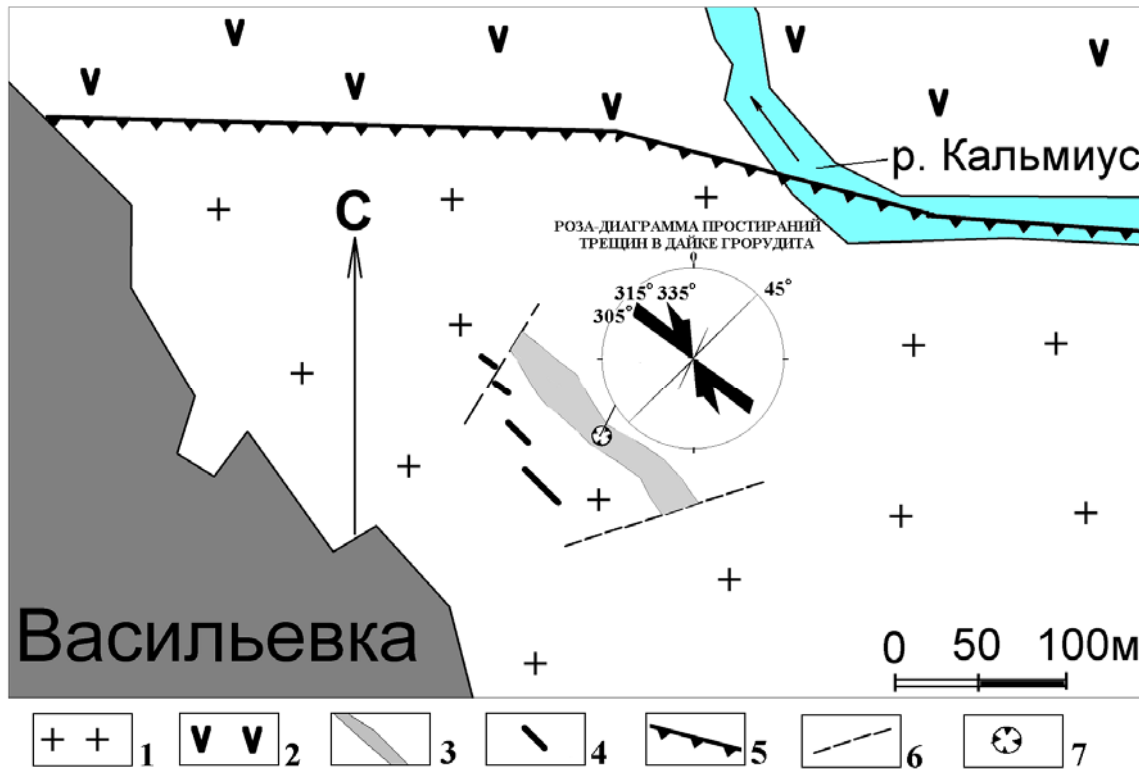 р. Кальмиус
С
РОЗА-ДИАГРАММА ПРОСТИРАНИЙ
ТРЕЩИН В ДАЙКЕ ГРОРУДИТА
0
315° 335° 45°
305°
Васильевка
0 50 100м
1 2 3 4 5 6 7